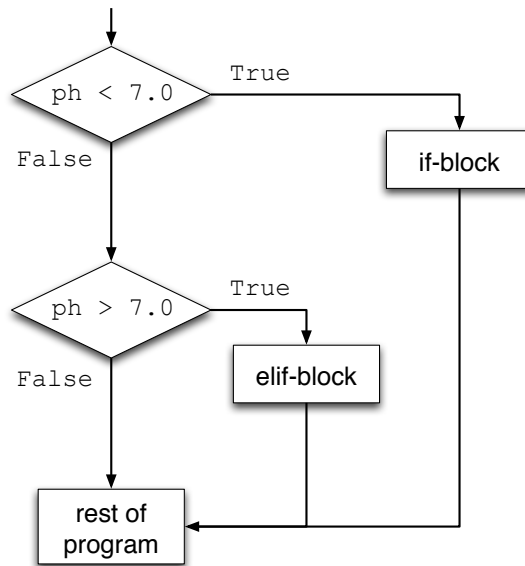 ph < 7.0
True
False
if-block
ph > 7.0
True
False
elif-block
rest of
program